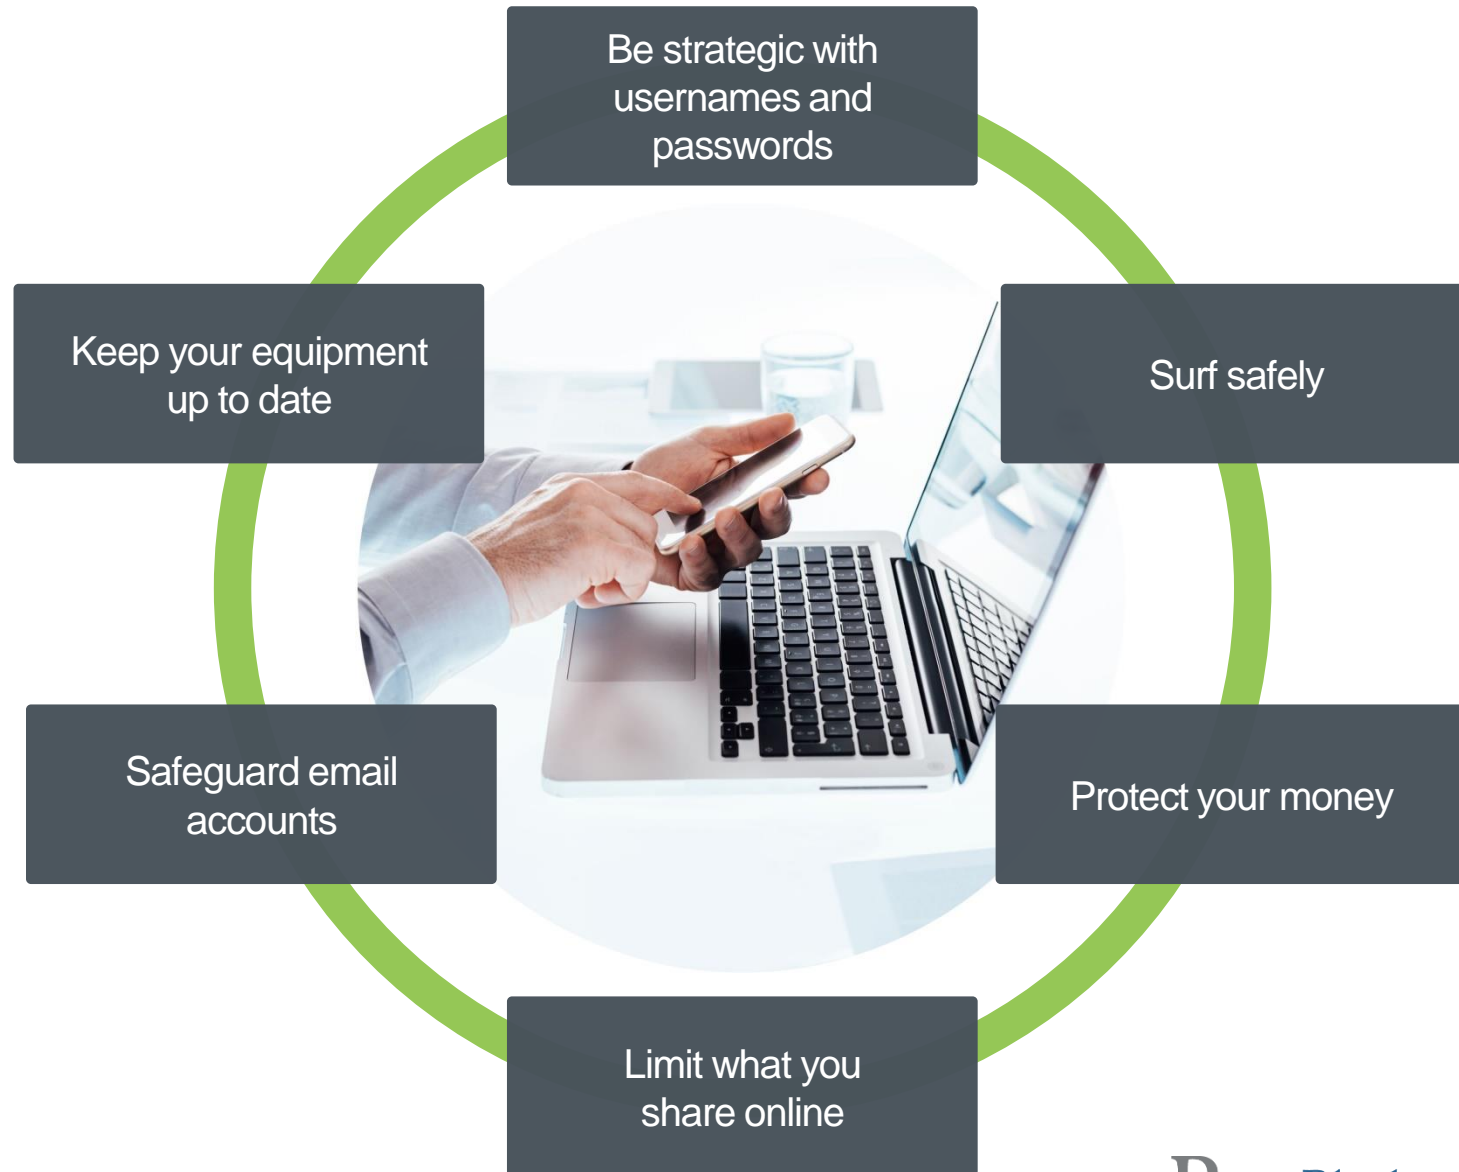 Be strategic with
usernames and
passwords
Keep your equipment
up to date
Surf safely
Safeguard email
accounts
Protect your money
Limit what you
share online